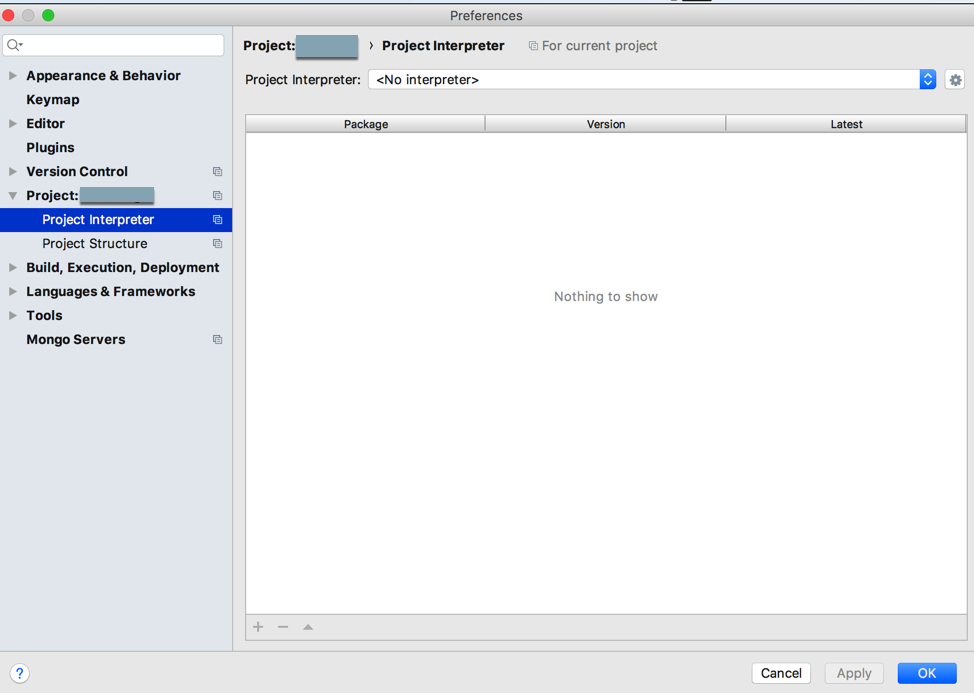 Preferences
Project: › Project Interpreter For current project
Project Interpreter: <No interpreter>
Appearance & Behavior
Keymap
Editor
Plugins
Version Control
Project:
Project Interpreter
Project Structure
Build, Execution, Deployment
Languages & Frameworks
Tools
Mongo Servers
Package Version Latest
Nothing to show
? Cancel Apply OK